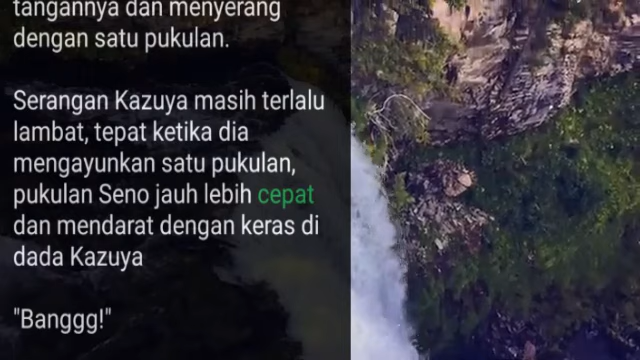 tangannya dan menyerang
dengan satu pukulan.
Serangan Kazuya masih terlalu
lambat, tepat ketika dia
mengayunkan satu pukulan,
pukulan Seno jauh lebih cepat
dan mendarat dengan keras di
dada Kazuya
"Banggg!"